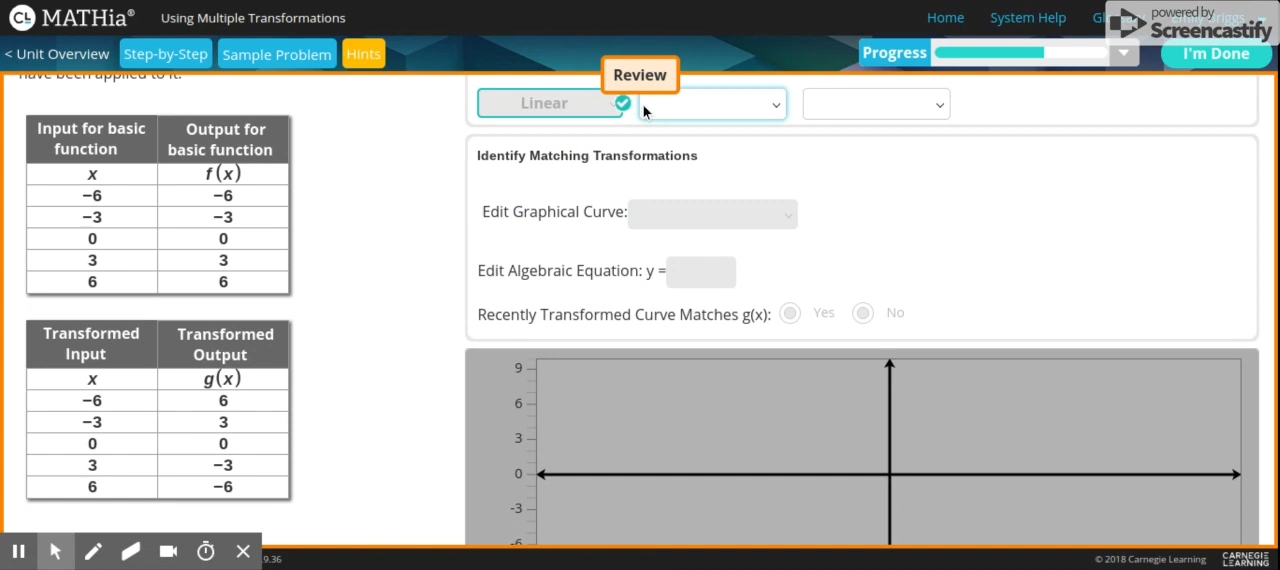 CL MATHia® Using Multiple Transformations Home System Help
powered by
Screencastify
< Unit Overview Step-by-Step Sample Problem Hints Progress I'm Done
Review
have been applied to it.
Linear
Input for basic function Output for basic function
x f(x)
−6 −6
−3 −3
0 0
3 3
6 6
Identify Matching Transformations
Edit Graphical Curve:
Edit Algebraic Equation: y =
Recently Transformed Curve Matches g(x): Yes No
Transformed Input Transformed Output
x g(x)
−6 6
−3 3
0 0
3 −3
6 −6
9
6
3
0
-3
-6
9.36 © 2018 Carnegie Learning CARNEGIE LEARNING